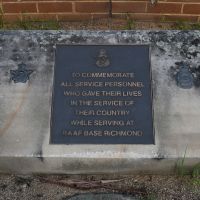 TO COMMEMORATE
ALL SERVICE PERSONNEL
WHO GAVE THEIR LIVES
IN THE SERVICE OF
THEIR COUNTRY
WHILE SERVING AT
RAAF BASE RICHMOND